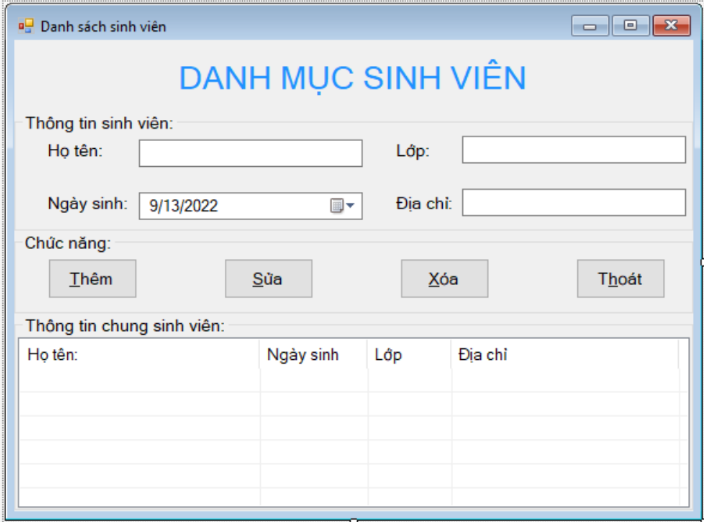 Danh sách sinh viên
DANH MỤC SINH VIÊN
Thông tin sinh viên:
Họ tên:
Lớp:
Ngày sinh: 9/13/2022
Địa chỉ:
Chức năng:
Thêm Sửa Xóa Thoát
Thông tin chung sinh viên:
Họ tên: Ngày sinh Lớp Địa chỉ